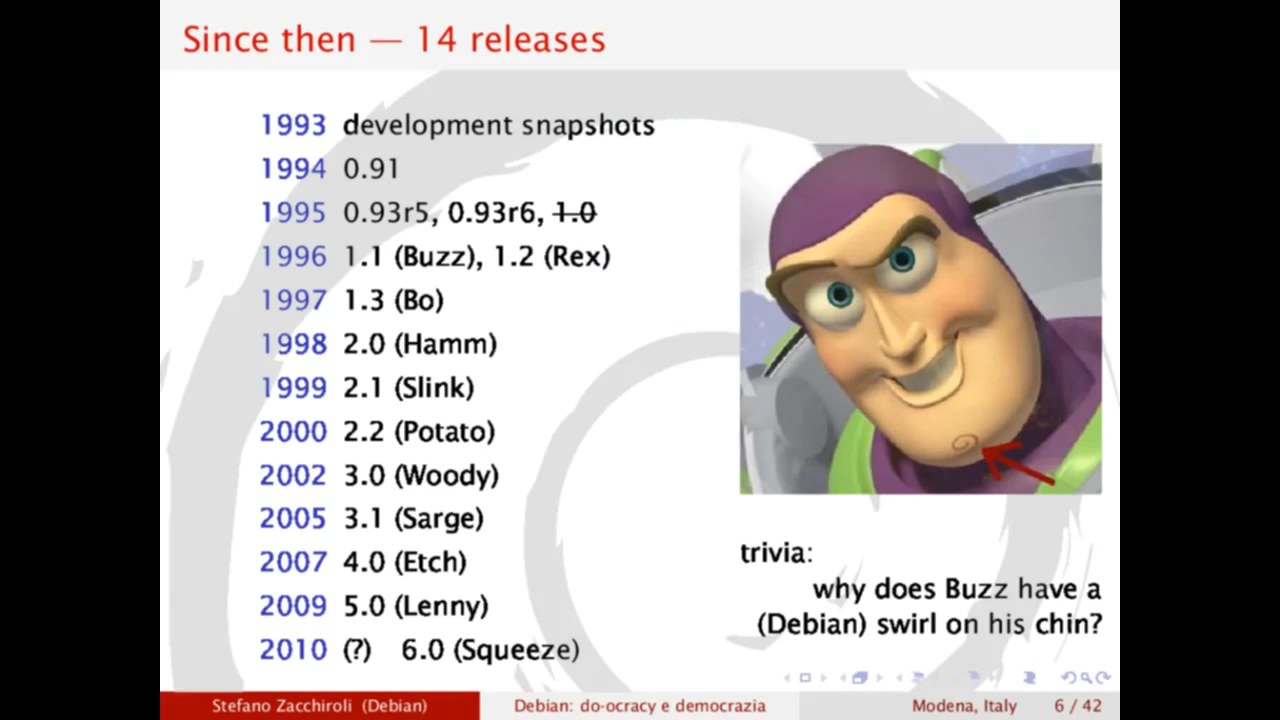 Since then — 14 releases
1993 development snapshots
1994 0.91
1995 0.93r5, 0.93r6, 1.0
1996 1.1 (Buzz), 1.2 (Rex)
1997 1.3 (Bo)
1998 2.0 (Hamm)
1999 2.1 (Slink)
2000 2.2 (Potato)
2002 3.0 (Woody)
2005 3.1 (Sarge)
2007 4.0 (Etch)
2009 5.0 (Lenny)
2010 (?) 6.0 (Squeeze)
trivia:
why does Buzz have a
(Debian) swirl on his chin?
Stefano Zacchiroli (Debian) Debian: do-ocracy e democrazia Modena, Italy 6 / 42